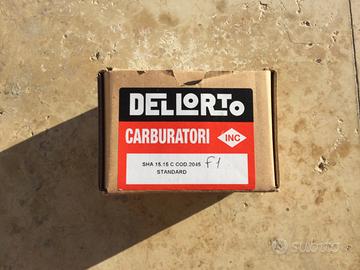 DELLORTO
CARBURATORI INC
SHA 15.15 C COD.2045 F1
STANDARD
subito